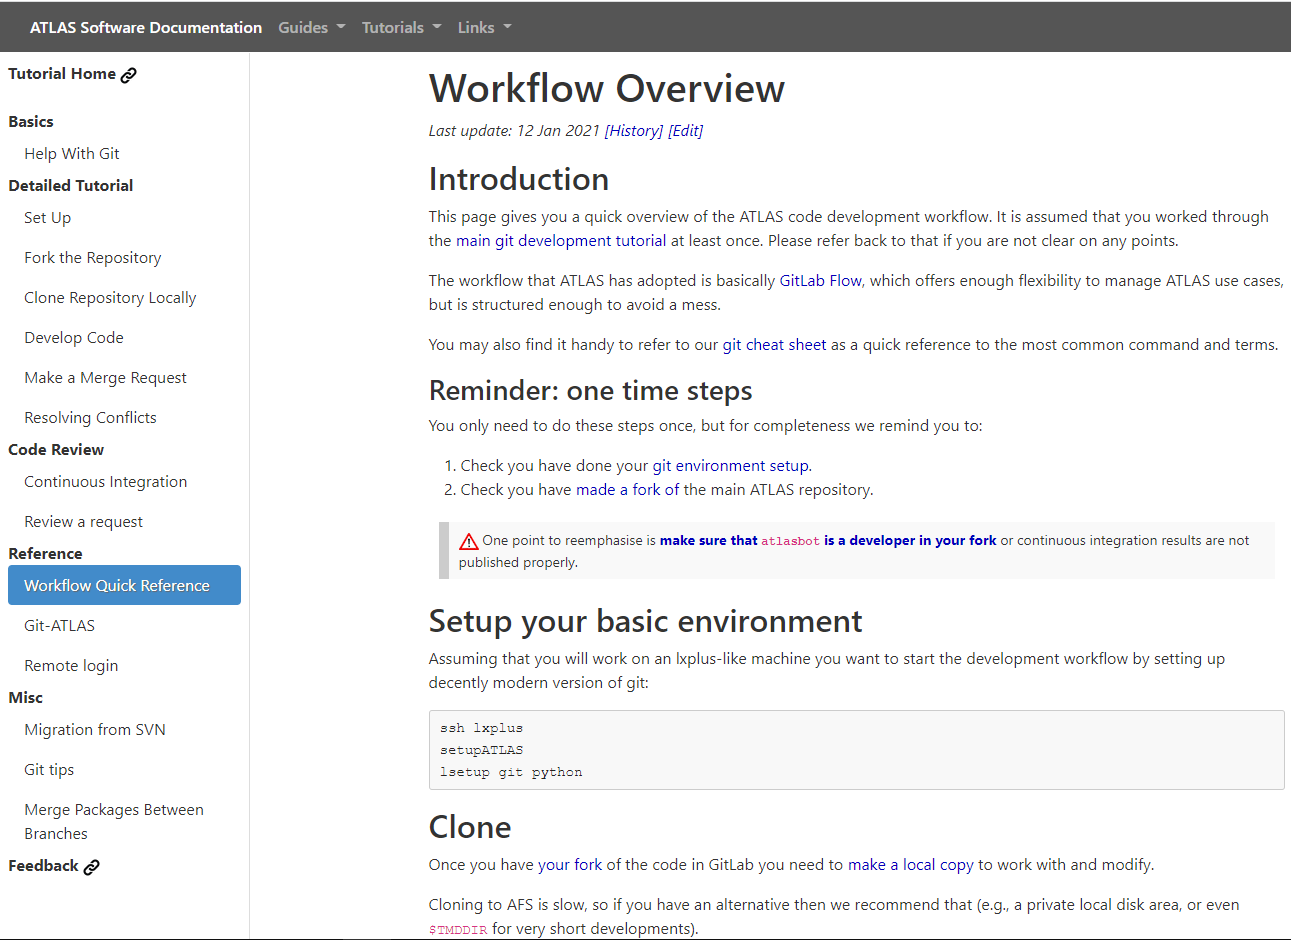 ATLAS Software Documentation Guides Tutorials Links
Tutorial Home
Basics
Help With Git
Detailed Tutorial
Set Up
Fork the Repository
Clone Repository Locally
Develop Code
Make a Merge Request
Resolving Conflicts
Code Review
Continuous Integration
Review a request
Reference
Workflow Quick Reference
Git-ATLAS
Remote login
Misc
Migration from SVN
Git tips
Merge Packages Between
Branches
Feedback
Workflow Overview
Last update: 12 Jan 2021 [History] [Edit]
Introduction
This page gives you a quick overview of the ATLAS code development workflow. It is assumed that you worked through
the main git development tutorial at least once. Please refer back to that if you are not clear on any points.
The workflow that ATLAS has adopted is basically GitLab Flow, which offers enough flexibility to manage ATLAS use cases,
but is structured enough to avoid a mess.
You may also find it handy to refer to our git cheat sheet as a quick reference to the most common command and terms.
Reminder: one time steps
You only need to do these steps once, but for completeness we remind you to:
1. Check you have done your git environment setup.
2. Check you have made a fork of the main ATLAS repository.
One point to reemphasise is make sure that atlasbot is a developer in your fork or continuous integration results are not
published properly.
Setup your basic environment
Assuming that you will work on an lxplus-like machine you want to start the development workflow by setting up
decently modern version of git:
ssh lxplus
setupATLAS
lsetup git python
Clone
Once you have your fork of the code in GitLab you need to make a local copy to work with and modify.
Cloning to AFS is slow, so if you have an alternative then we recommend that (e.g., a private local disk area, or even
$TMDDIR for very short developments).